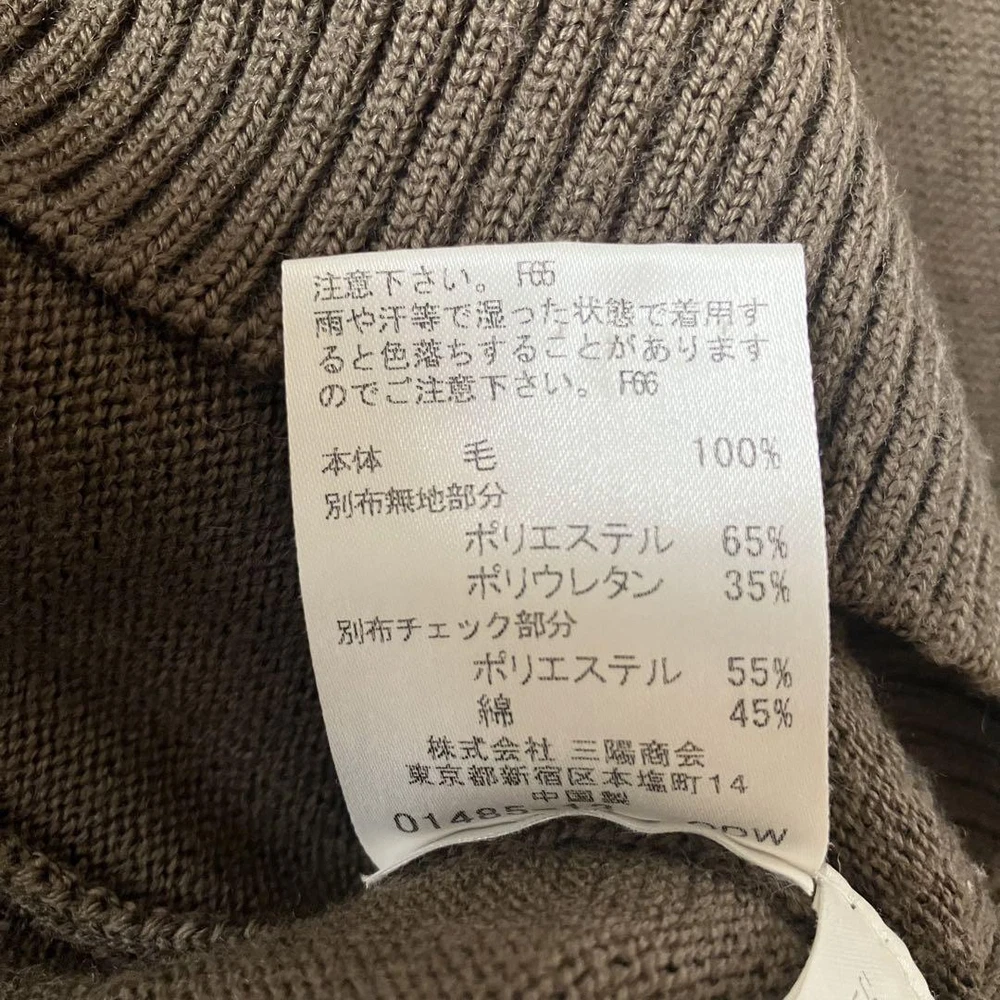 注意下さい。 F65
雨や汗等で湿った状態で着用す
ると色落ちすることがあります
のでご注意下さい。 F66
本体 毛 100%
別布無地部分
ポリエステル 65%
ポリウレタン 35%
別布チェック部分
ポリエステル 55%
綿 45%
株式会社 三陽商会
東京都新宿区本塩町14
中国製
01485-13